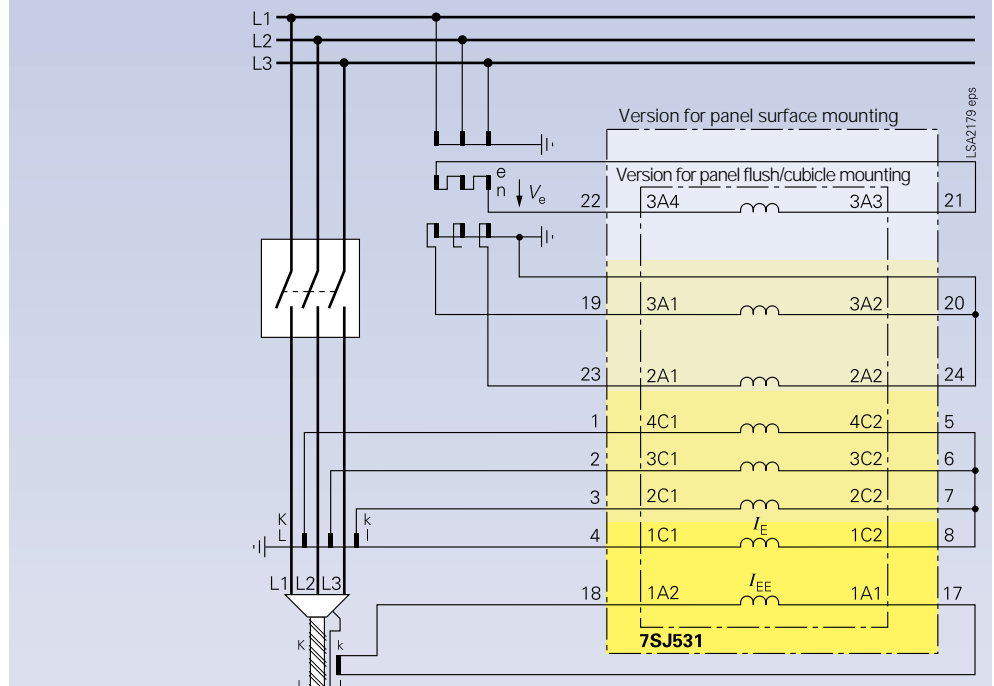 L1
L2
L3
LSA2179 eps
Version for panel surface mounting
Version for panel flush/cubicle mounting
e
n
Ve
22 3A4 3A3 21
19 3A1 3A2 20
23 2A1 2A2 24
1 4C1 4C2 5
2 3C1 3C2 6
3 2C1 2C2 7
K k
L l
IE
4 1C1 1C2 8
L1 L2 L3
IEE
18 1A2 1A1 17
7SJ531
K k